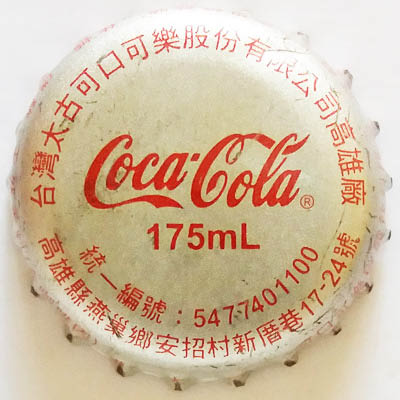 台灣太古可口可樂股份有限公司高雄廠
Coca-Cola®
175mL
統一編號：5477401100
高雄縣燕巢鄉安招村新厝巷17-24號